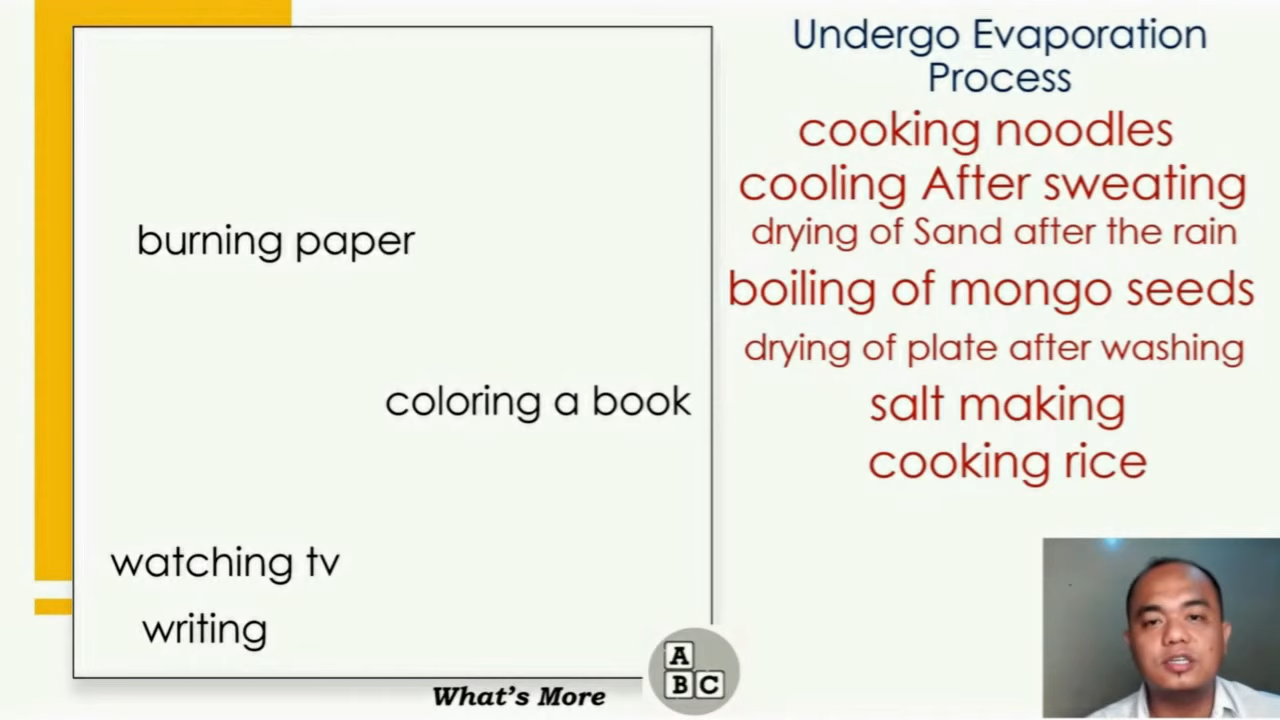 Undergo Evaporation
Process
cooking noodles
cooling After sweating
drying of Sand after the rain
boiling of mongo seeds
drying of plate after washing
salt making
cooking rice
burning paper
coloring a book
watching tv
writing
What's More
A
B C